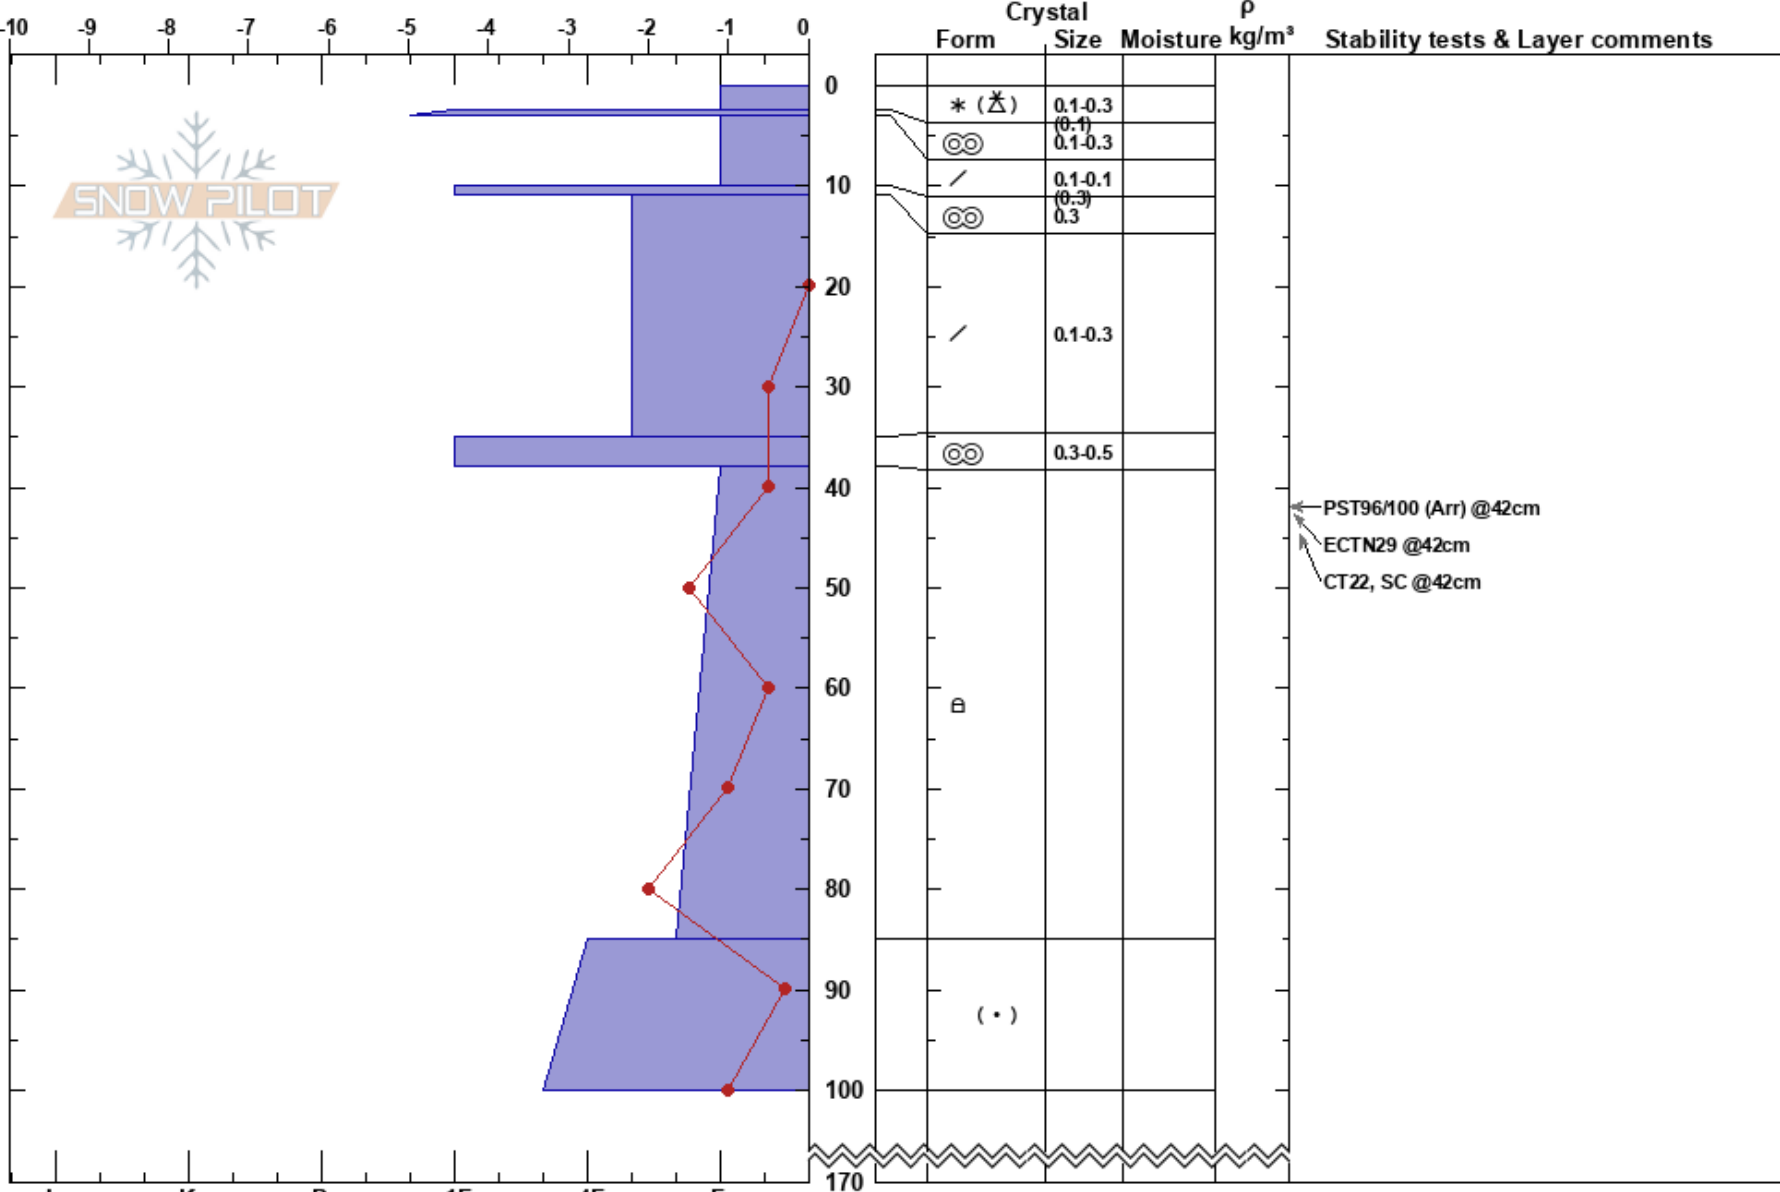 Crystal ρ
-10 -9 -8 -7 -6 -5 -4 -3 -2 -1 0 Form Size Moisture kg/m³ Stability tests & Layer comments
0
* 0.1-0.3
(0.1)
0.1-0.3
SNOW PILOT
10 0.1-0.1
(0.3)
0.3
20
0.1-0.3
30
0.3-0.5
40
PST96/100 (Arr) @42cm
ECTN29 @42cm
CT22, SC @42cm
50
60
70
80
90
( • )
100
170